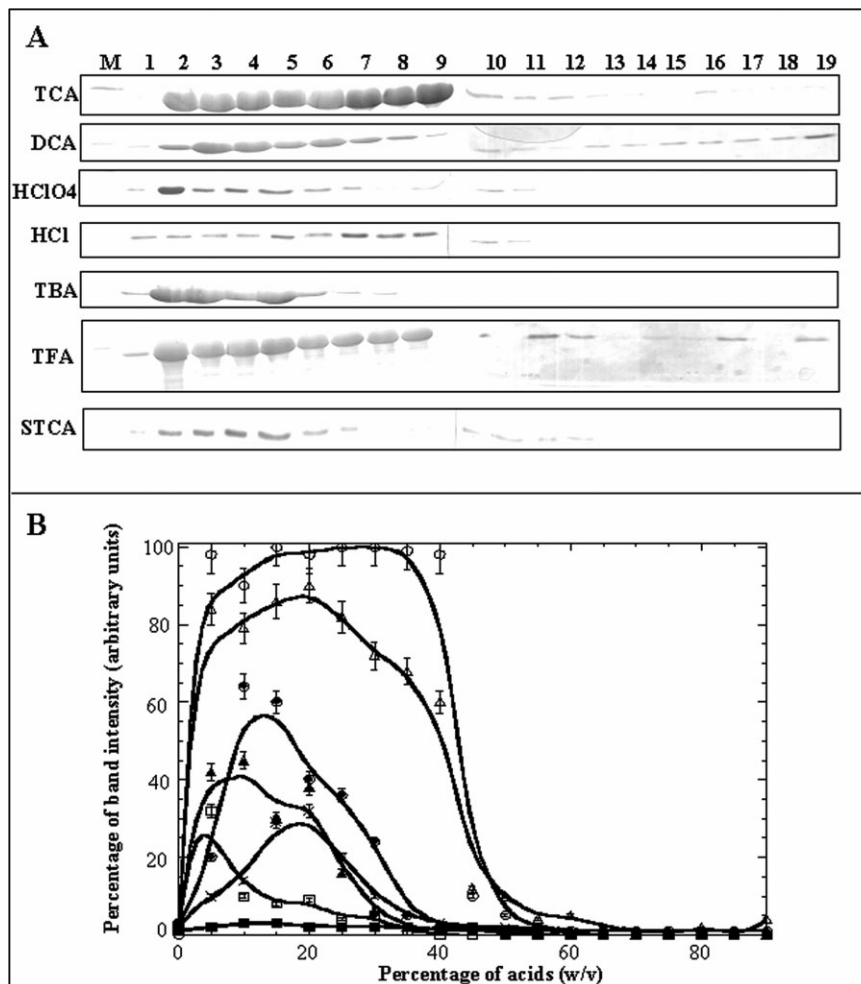 A
M 1 2 3 4 5 6 7 8 9 10 11 12 13 14 15 16 17 18 19
TCA
DCA
HClO4
HCl
TBA
TFA
STCA
B
Percentage of band intensity (arbitrary units)
100
80
60
40
20
0
0 20 40 60 80
Percentage of acids (w/v)